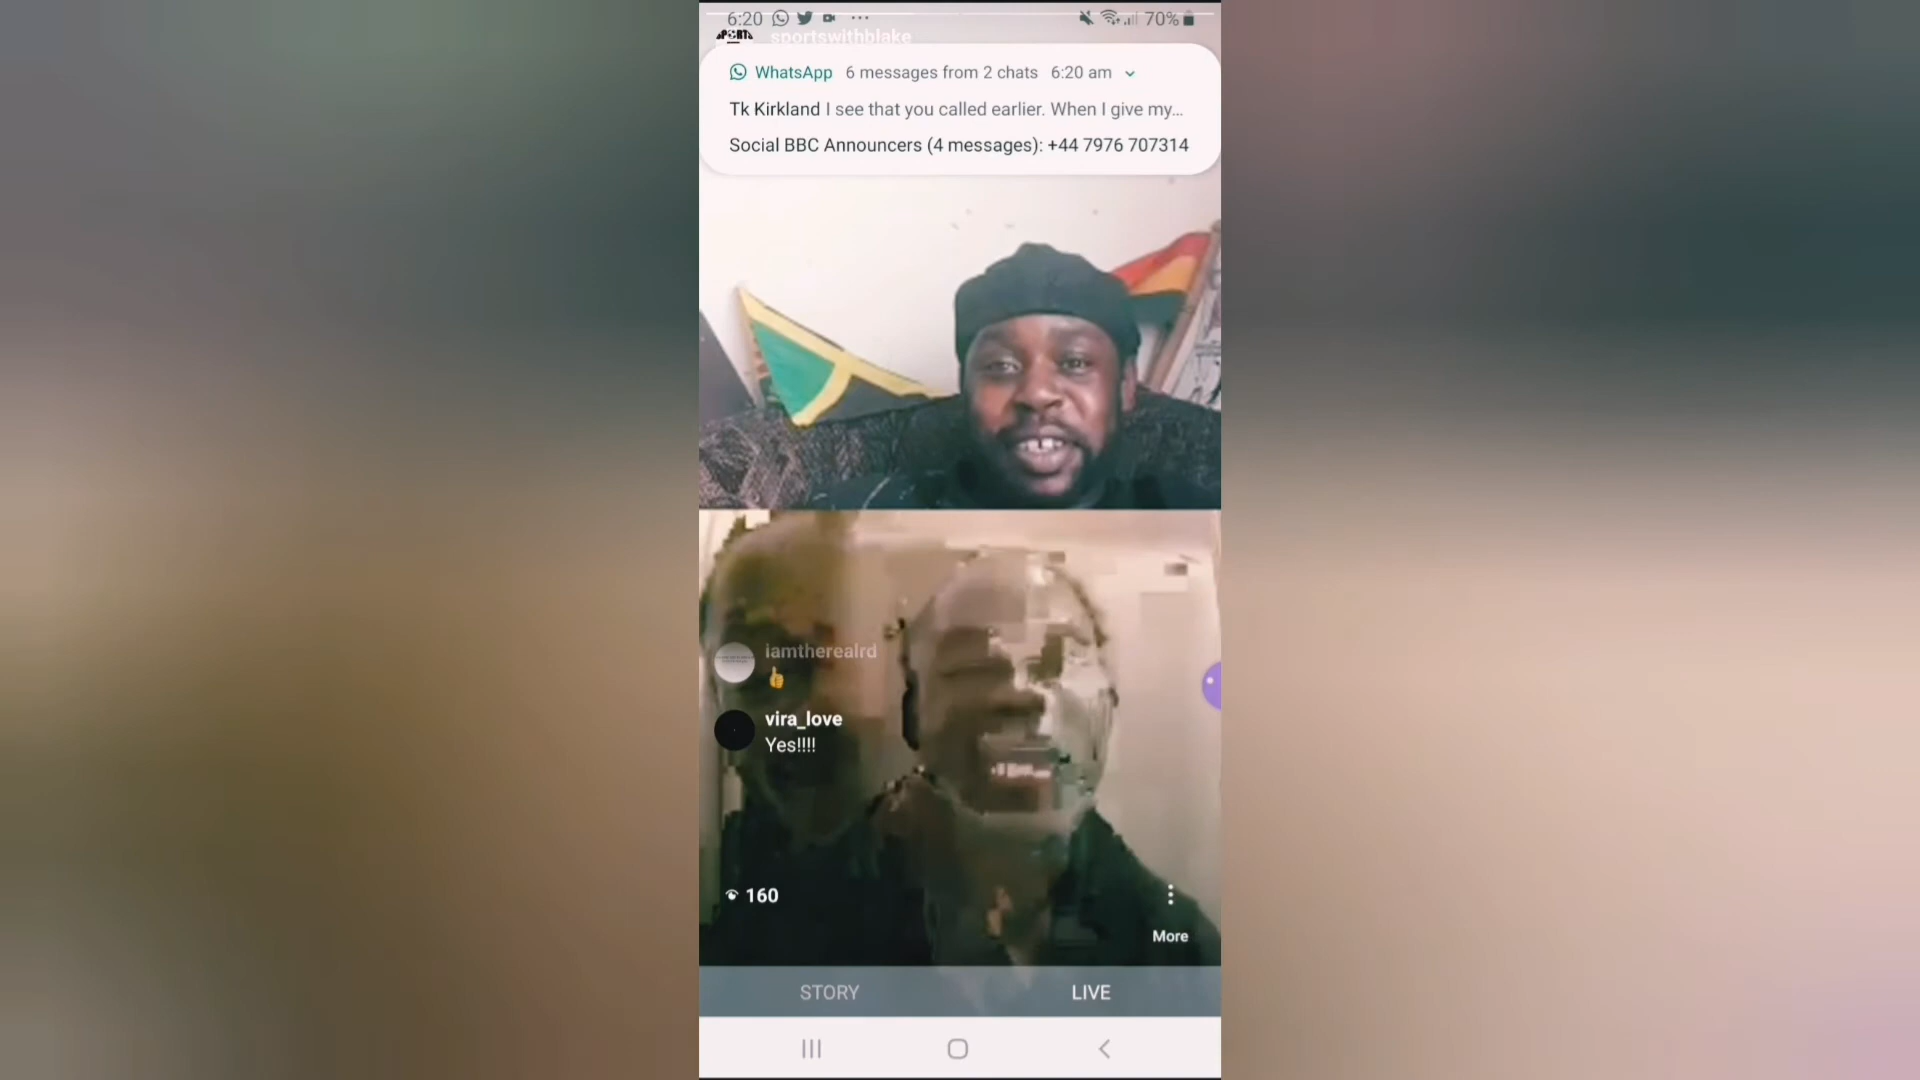 6:20 70%
SPORTS
sportswithblake
WhatsApp 6 messages from 2 chats 6:20 am
Tk Kirkland I see that you called earlier. When I give my...
Social BBC Announcers (4 messages): +44 7976 707314
iamtherealrd
👍
vira_love
Yes!!!!
160
More
STORY LIVE